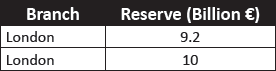 Branch Reserve (Billion €)
London 9.2
London 10